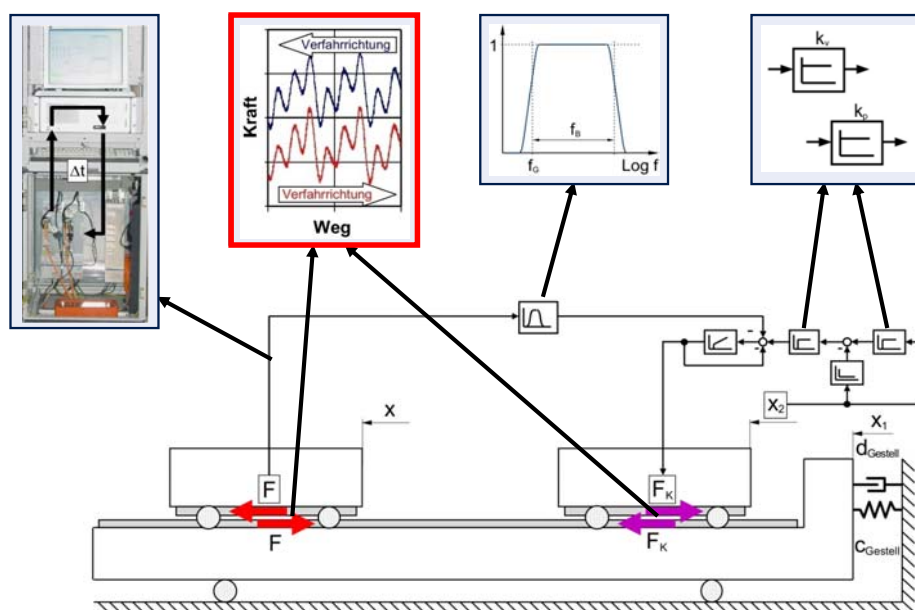 Δt
Verfahrrichtung
Kraft
Verfahrrichtung
Weg
1
f_B
f_G
Log f
k_v
k_p
-
-
-
x
x_2
x_1
d_Gestell
F
F_K
F
F_K
c_Gestell